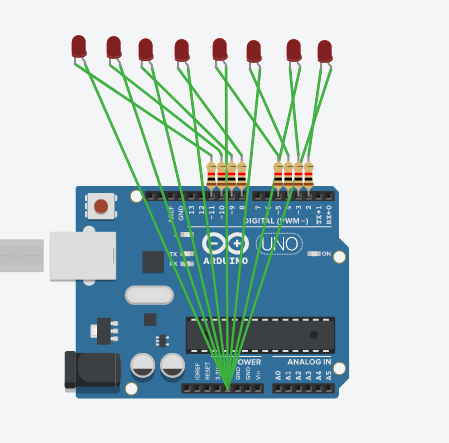 AREF
GND
13
12
~11
~10
~9
8
7
~5
4
~3
2
TX→1
RX←0
DIGITAL (PWM~)
TX
RX
ARDUINO
UNO
ON
IOREF
RESET
3.3V
GND
GND
Vin
POWER
ANALOG IN
A0
A1
A2
A3
A4
A5